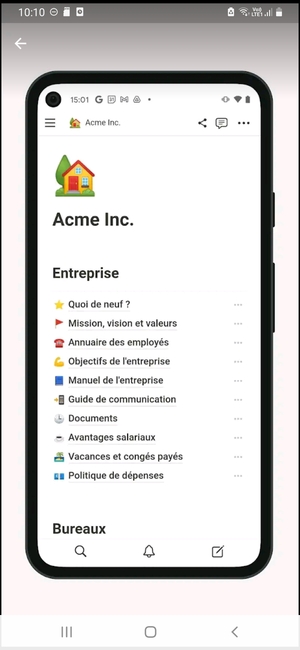 10:10
15:01
Acme Inc.
Acme Inc.
Entreprise
Quoi de neuf ?
Mission, vision et valeurs
Annuaire des employés
Objectifs de l'entreprise
Manuel de l'entreprise
Guide de communication
Documents
Avantages salariaux
Vacances et congés payés
Politique de dépenses
Bureaux